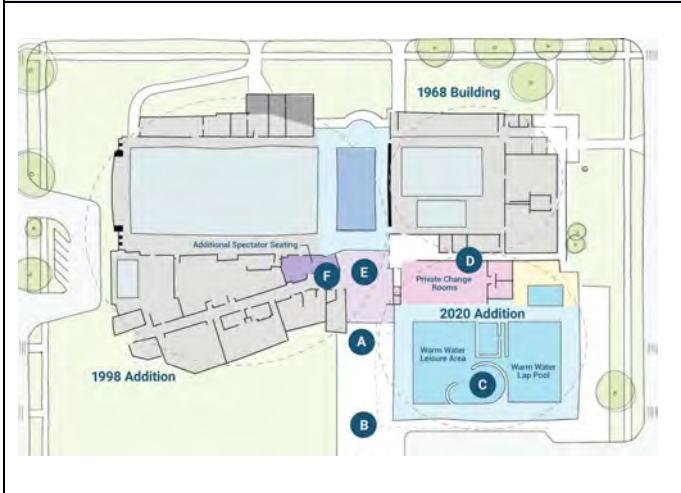 1968 Building
Additional Spectator Seating
F
E
D
Private Change
Rooms
2020 Addition
A
Warm Water
Leisure Area
Warm Water
Lap Pool
C
1998 Addition
B